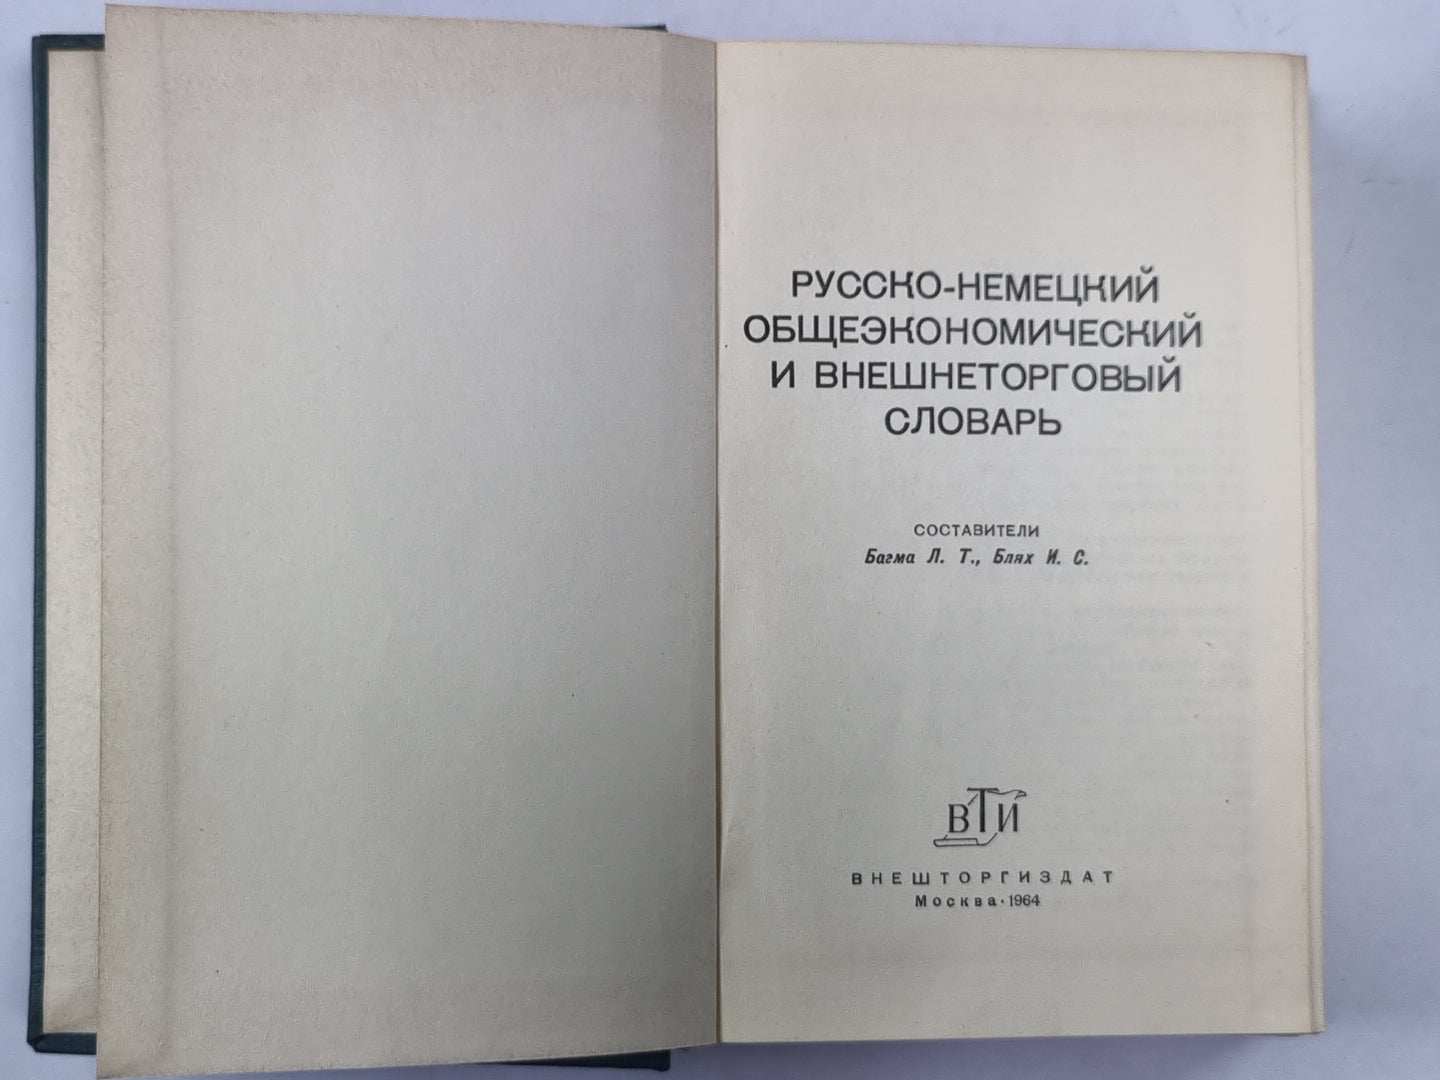 РУССКО-НЕМЕЦКИЙ
ОБЩЕЭКОНОМИЧЕСКИЙ
И ВНЕШНЕТОРГОВЫЙ
СЛОВАРЬ
СОСТАВИТЕЛИ
Багма Л. Т., Блях И. С.
ВТИ
ВНЕШТОРГИЗДАТ
Москва · 1964